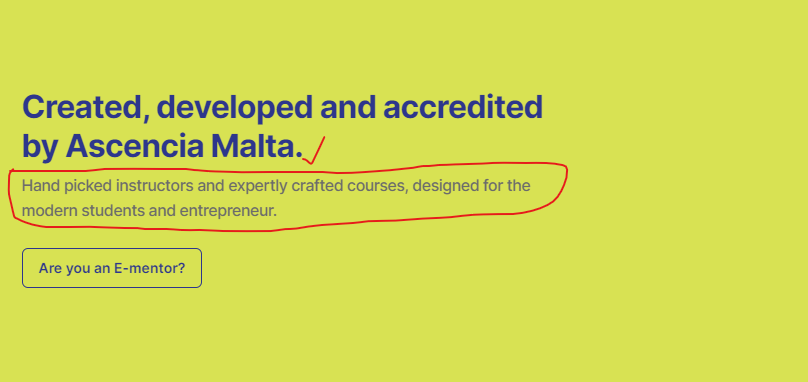 Created, developed and accredited
by Ascencia Malta.
Hand picked instructors and expertly crafted courses, designed for the
modern students and entrepreneur.
Are you an E-mentor?